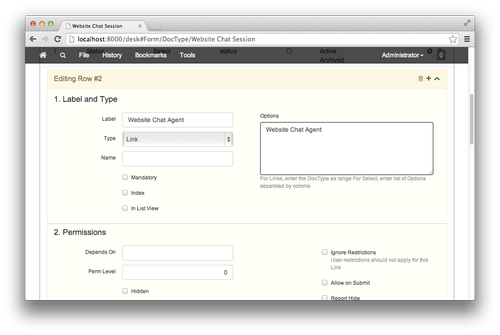 Website Chat Session
localhost:8000/desk#Form/DocType/Website Chat Session
1 Status Select status Active
Archived
File History Bookmarks Tools Administrator 0
Editing Row #2
1. Label and Type
Label Website Chat Agent
Type Link
Name
Mandatory
Index
In List View
Options
Website Chat Agent
For Links, enter the DocType as range For Select, enter list of Options
separated by comma
2. Permissions
Depends On
Perm Level 0
Hidden
Ignore Restrictions
User restrictions should not apply for this
Link
Allow on Submit
Report Hide